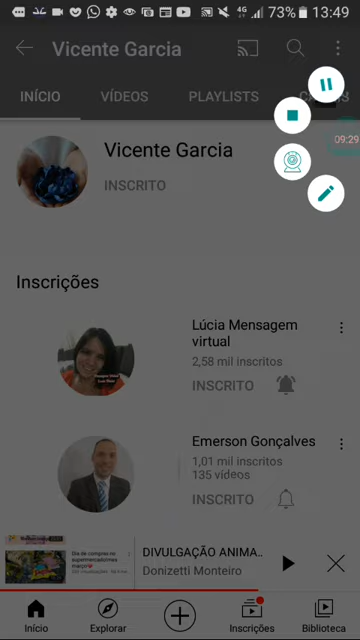 4G 73% 13:49
Vicente Garcia
INÍCIO VÍDEOS PLAYLISTS
09:29
Vicente Garcia
INSCRITO
Inscrições
Lúcia Mensagem
virtual
2,58 mil inscritos
INSCRITO
Emerson Gonçalves
1,01 mil inscritos
135 vídeos
INSCRITO
DIVULGAÇÃO ANIMA..
Donizetti Monteiro
Início Explorar Inscrições Biblioteca